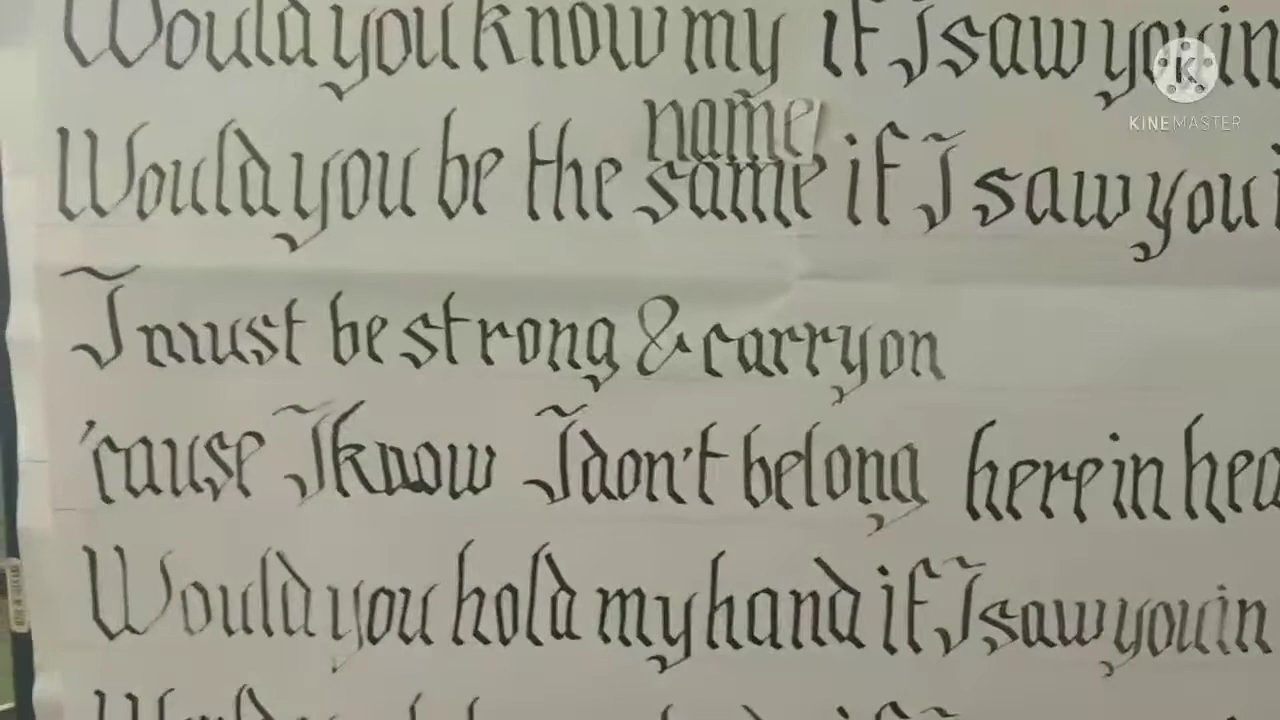 Would you know my if I saw you in
name
Would you be the same if I saw you i
I must be strong & carry on
'cause I know I don't belong here in hea
Would you hold my hand if I saw you in
K
KINEMASTER